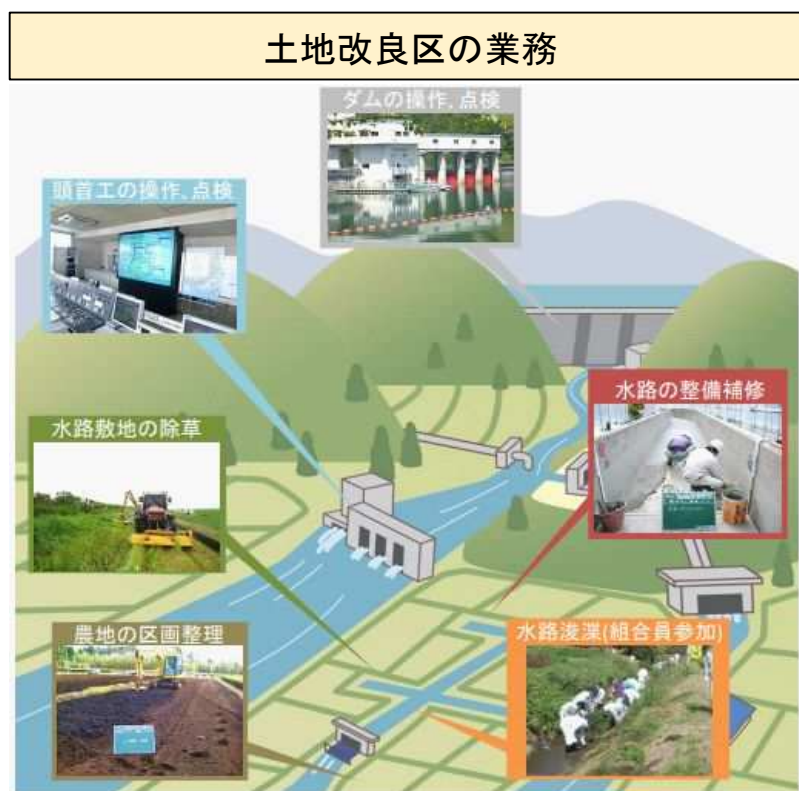 土地改良区の業務
ダムの操作、点検
頭首工の操作、点検
水路の整備補修
水路敷地の除草
農地の区画整理
水路浚渫(組合員参加)